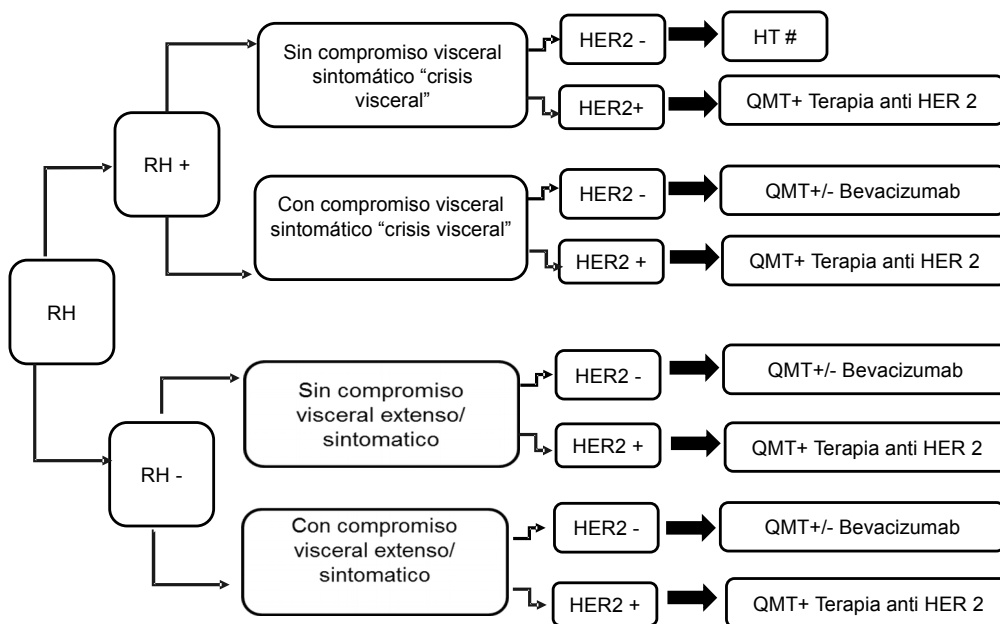 Sin compromiso visceral
sintomático “crisis
visceral”
HER2 -
HT #
HER2+
QMT+ Terapia anti HER 2
RH +
Con compromiso visceral
sintomático “crisis visceral”
HER2 -
QMT+/- Bevacizumab
HER2 +
QMT+ Terapia anti HER 2
RH
Sin compromiso
visceral extenso/
sintomatico
HER2 -
QMT+/- Bevacizumab
HER2 +
QMT+ Terapia anti HER 2
RH -
Con compromiso
visceral extenso/
sintomatico
HER2 -
QMT+/- Bevacizumab
HER2 +
QMT+ Terapia anti HER 2